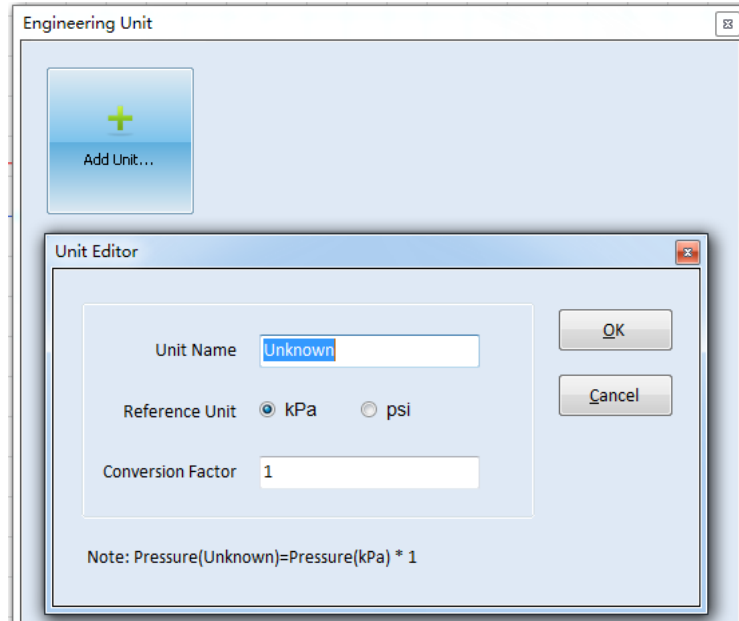 Engineering Unit
Add Unit...
Unit Editor
Unit Name Unknown
OK
Reference Unit kPa psi
Cancel
Conversion Factor 1
Note: Pressure(Unknown)=Pressure(kPa) * 1